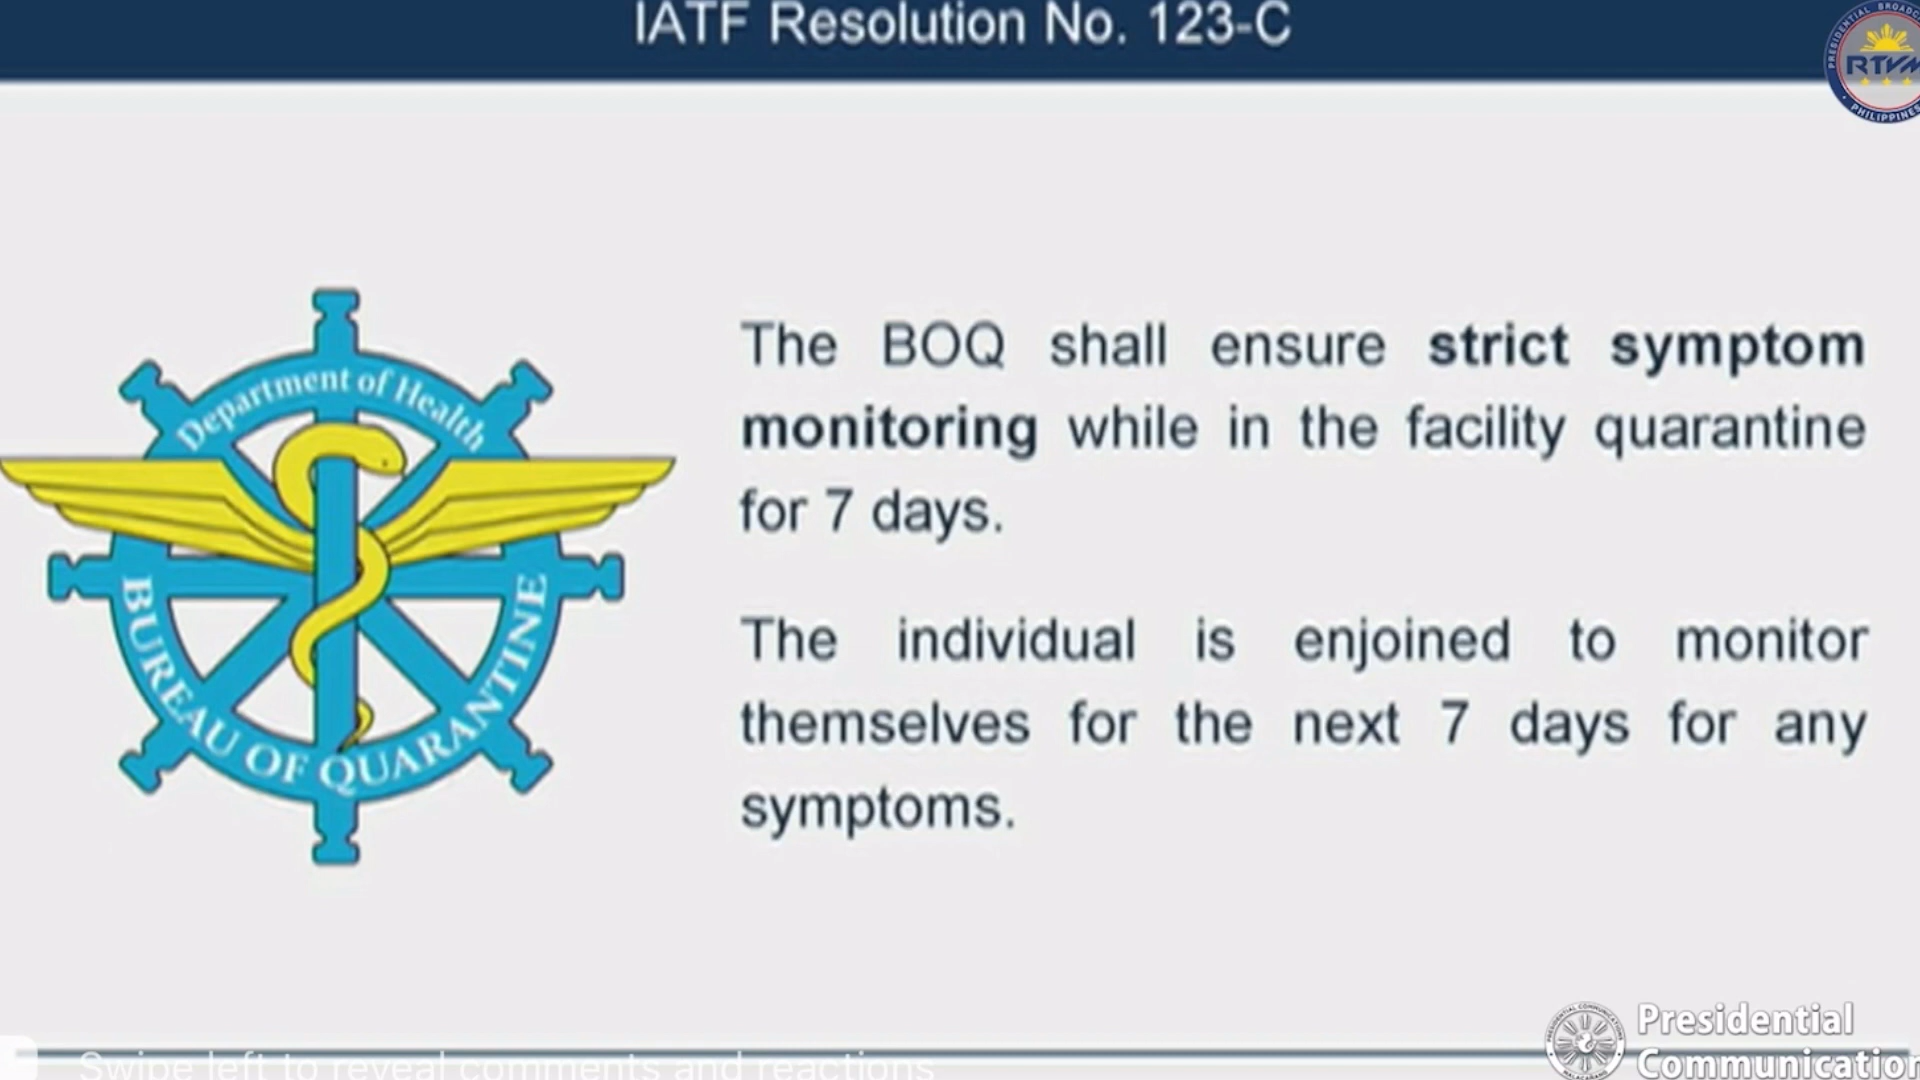 IATF Resolution No. 123-C
RTVM
PHILIPPINES
Department of Health
BUREAU OF QUARANTINE
The BOQ shall ensure strict symptom
monitoring while in the facility quarantine
for 7 days.
The individual is enjoined to monitor
themselves for the next 7 days for any
symptoms.
Presidential
Communication
Swipe left to reveal comments and reactions